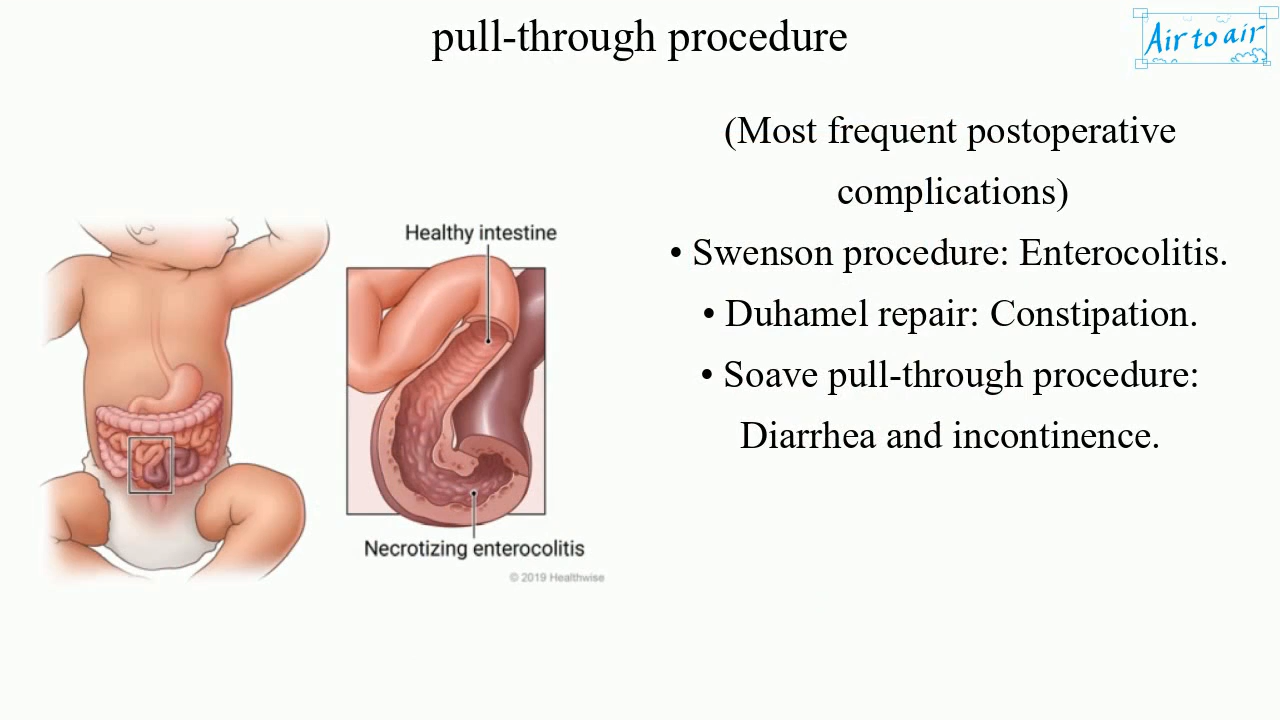 pull-through procedure
Air to air
(Most frequent postoperative
complications)
• Swenson procedure: Enterocolitis.
• Duhamel repair: Constipation.
• Soave pull-through procedure:
Diarrhea and incontinence.
Healthy intestine
Necrotizing enterocolitis
© 2019 Healthwise